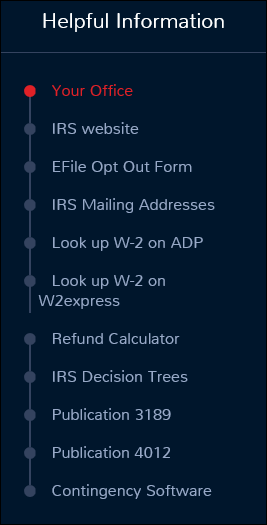 Helpful Information
Your Office
IRS website
EFile Opt Out Form
IRS Mailing Addresses
Look up W-2 on ADP
Look up W-2 on
W2express
Refund Calculator
IRS Decision Trees
Publication 3189
Publication 4012
Contingency Software